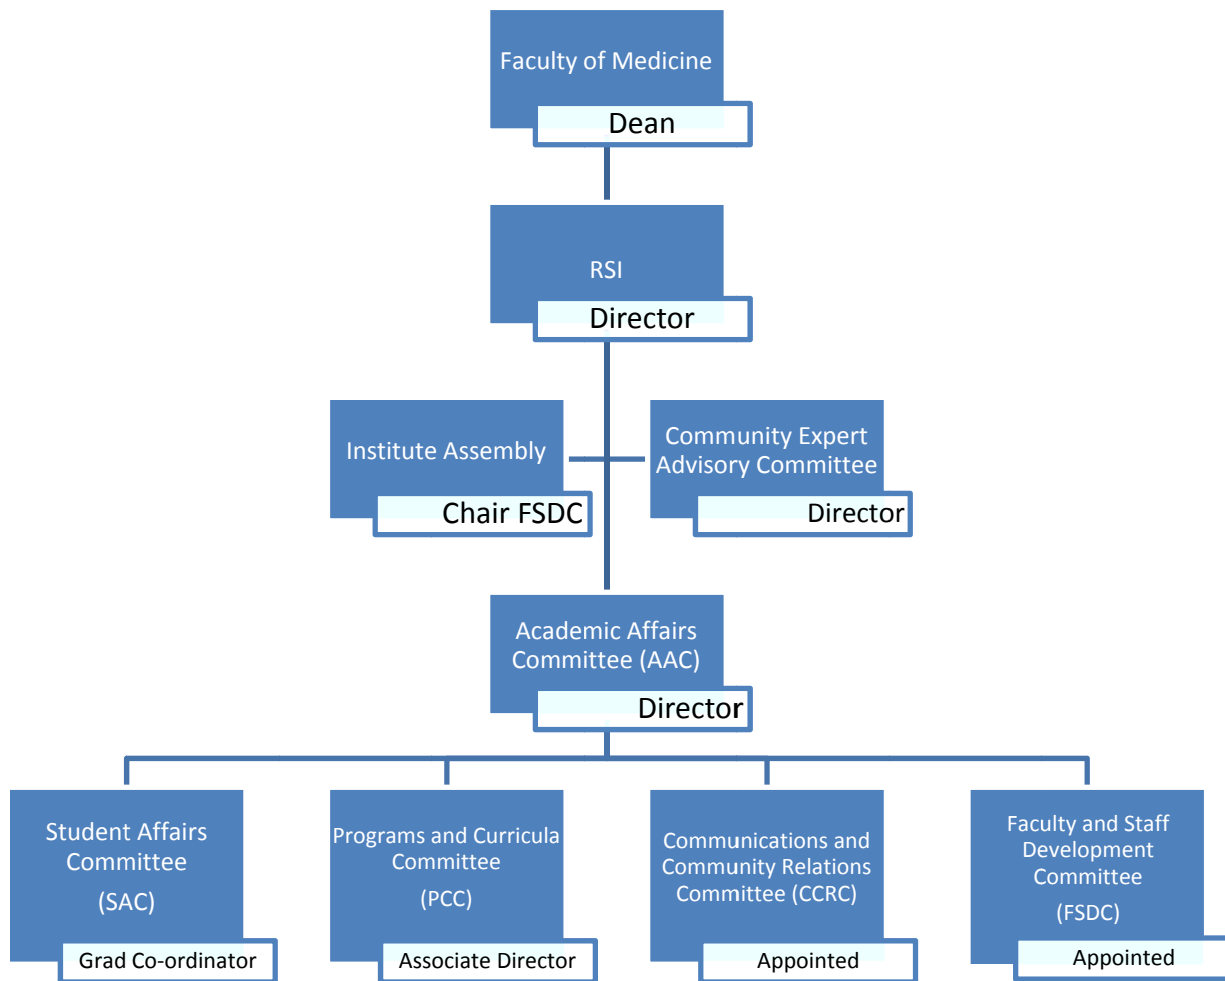 Faculty of Medicine
Dean
RSI
Director
Institute Assembly
Chair FSDC
Community Expert
Advisory Committee
Director
Academic Affairs
Committee (AAC)
Director
Student Affairs
Committee
(SAC)
Grad Co-ordinator
Programs and Curricula
Committee
(PCC)
Associate Director
Communications and
Community Relations
Committee (CCRC)
Appointed
Faculty and Staff
Development
Committee
(FSDC)
Appointed